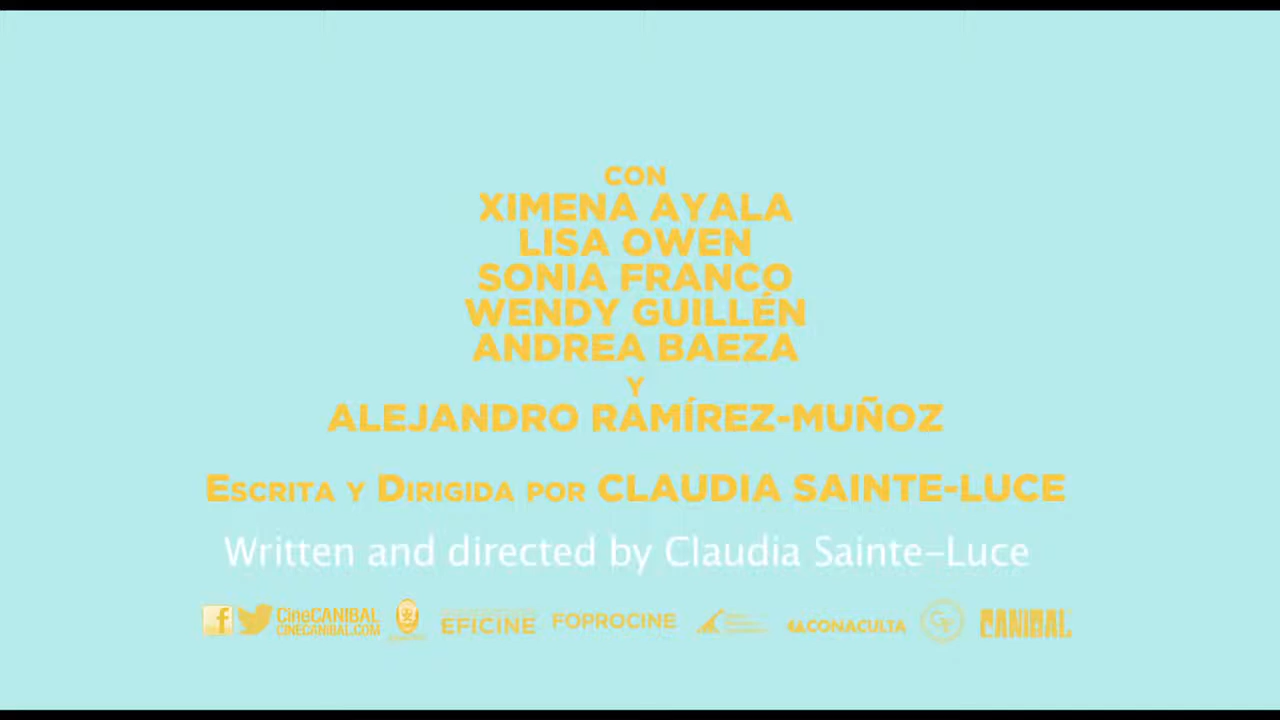 CON
XIMENA AYALA
LISA OWEN
SONIA FRANCO
WENDY GUILLÉN
ANDREA BAEZA
Y
ALEJANDRO RAMÍREZ-MUÑOZ
ESCRITA Y DIRIGIDA POR CLAUDIA SAINTE-LUCE
Written and directed by Claudia Sainte-Luce
f CineCANIBAL EFICINE FOPROCINE CONACULTA CANIBAL
CINECANIBAL.COM